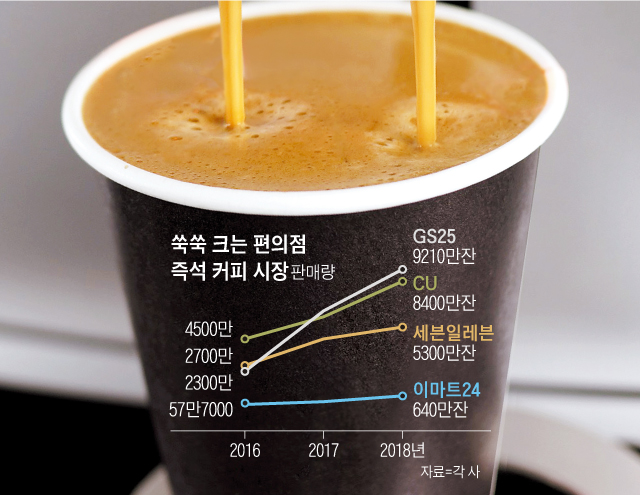 쑥쑥 크는 편의점
즉석 커피 시장 판매량
GS25
9210만잔
CU
8400만잔
4500만
세븐일레븐
2700만
5300만잔
2300만
이마트24
57만7000
640만잔
2016 2017 2018년
자료=각 사